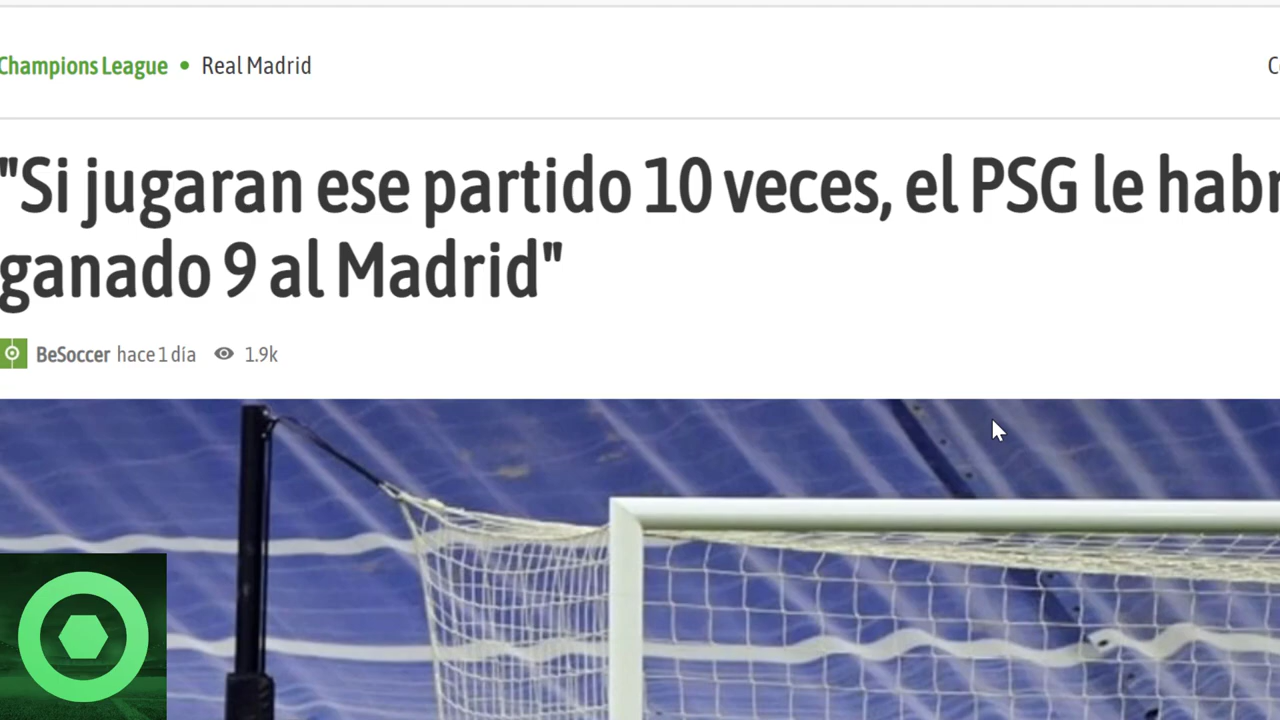 Champions League • Real Madrid
"Si jugaran ese partido 10 veces, el PSG le
ganado 9 al Madrid"
BeSoccer hace 1 día 1.9k